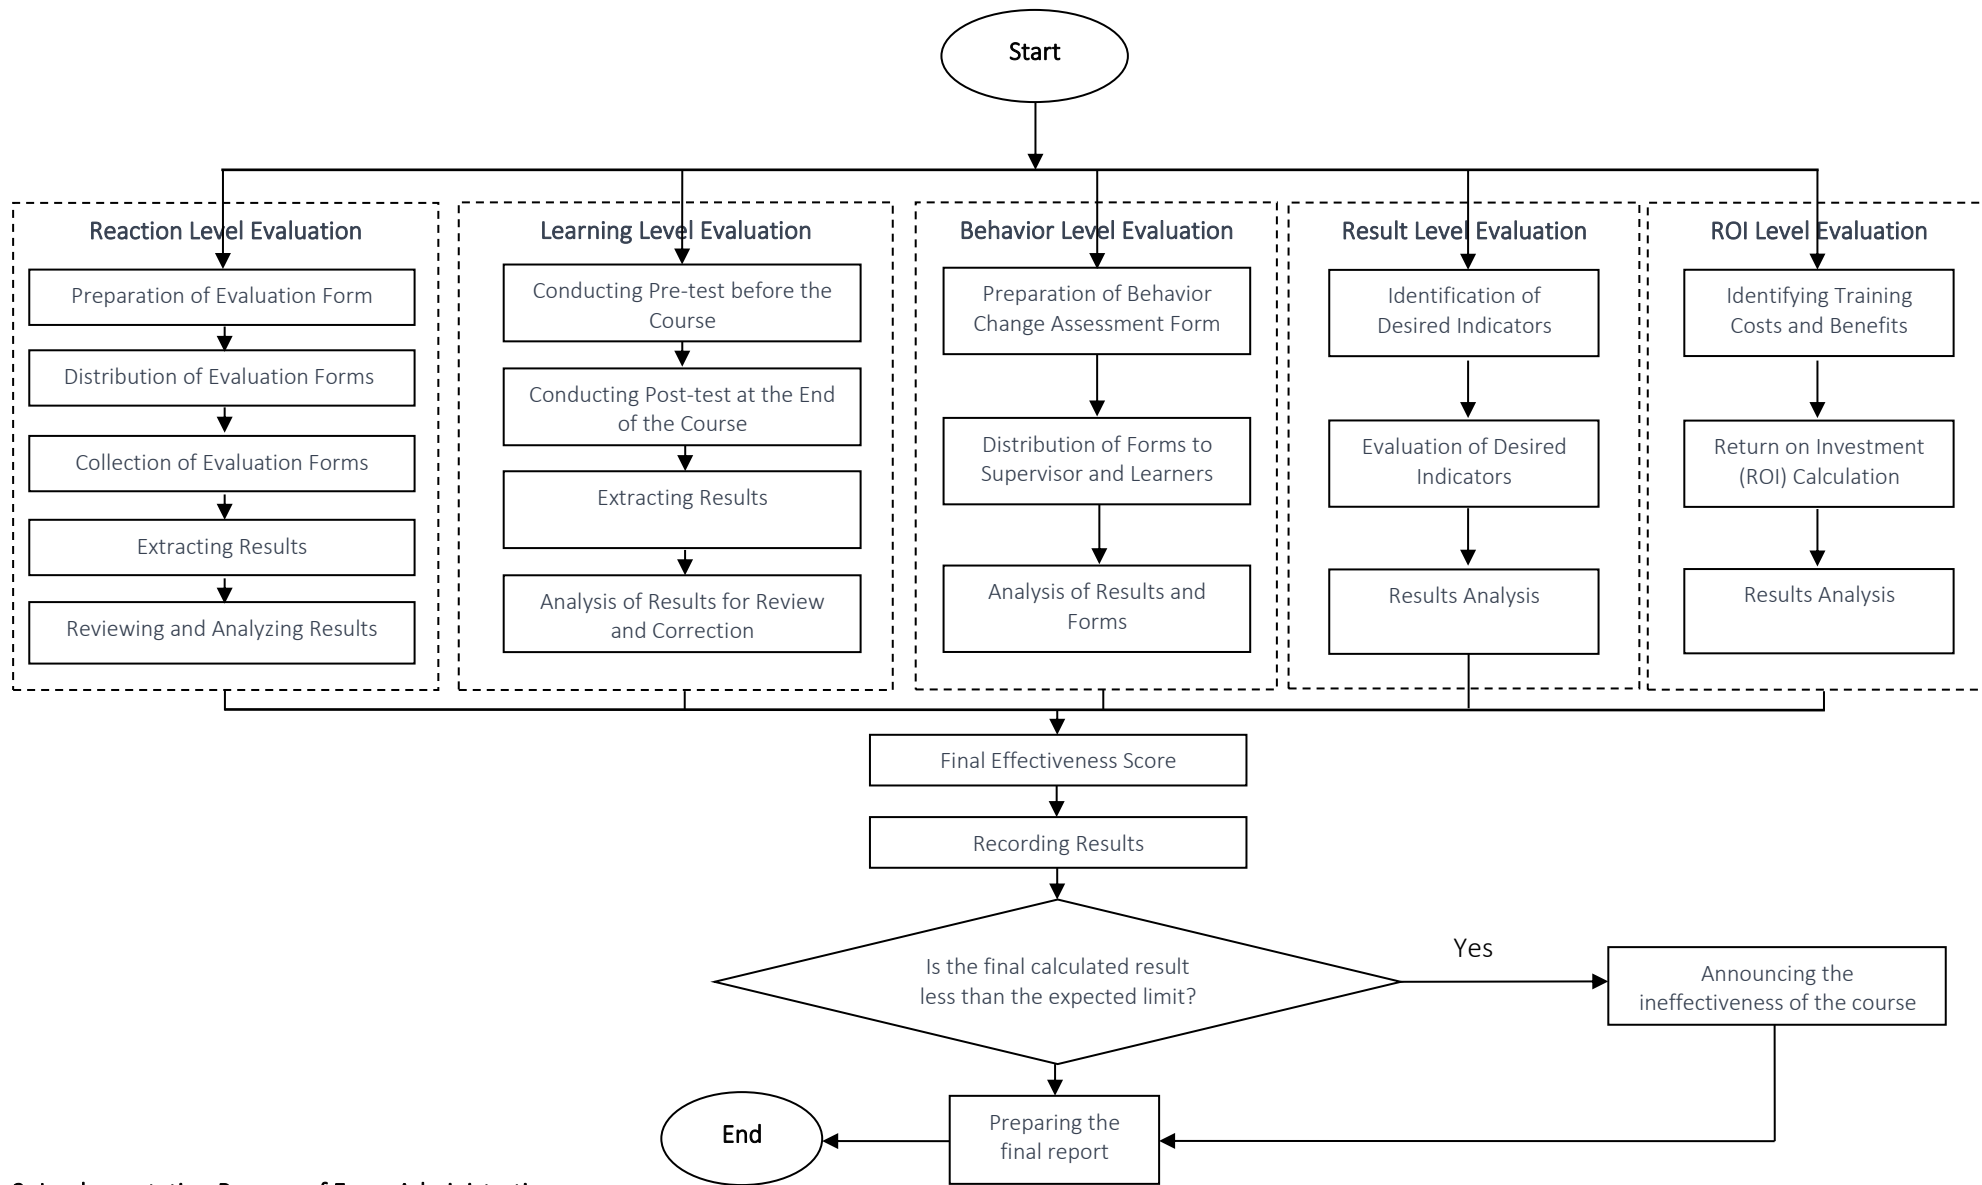 Start
Reaction Level Evaluation
Preparation of Evaluation Form
Distribution of Evaluation Forms
Collection of Evaluation Forms
Extracting Results
Reviewing and Analyzing Results
Learning Level Evaluation
Conducting Pre-test before the
Course
Conducting Post-test at the End
of the Course
Extracting Results
Analysis of Results for Review
and Correction
Behavior Level Evaluation
Preparation of Behavior
Change Assessment Form
Distribution of Forms to
Supervisor and Learners
Analysis of Results and
Forms
Result Level Evaluation
Identification of
Desired Indicators
Evaluation of Desired
Indicators
Results Analysis
ROI Level Evaluation
Identifying Training
Costs and Benefits
Return on Investment
(ROI) Calculation
Results Analysis
Final Effectiveness Score
Recording Results
Is the final calculated result
less than the expected limit?
Yes
Announcing the
ineffectiveness of the course
Preparing the
final report
End